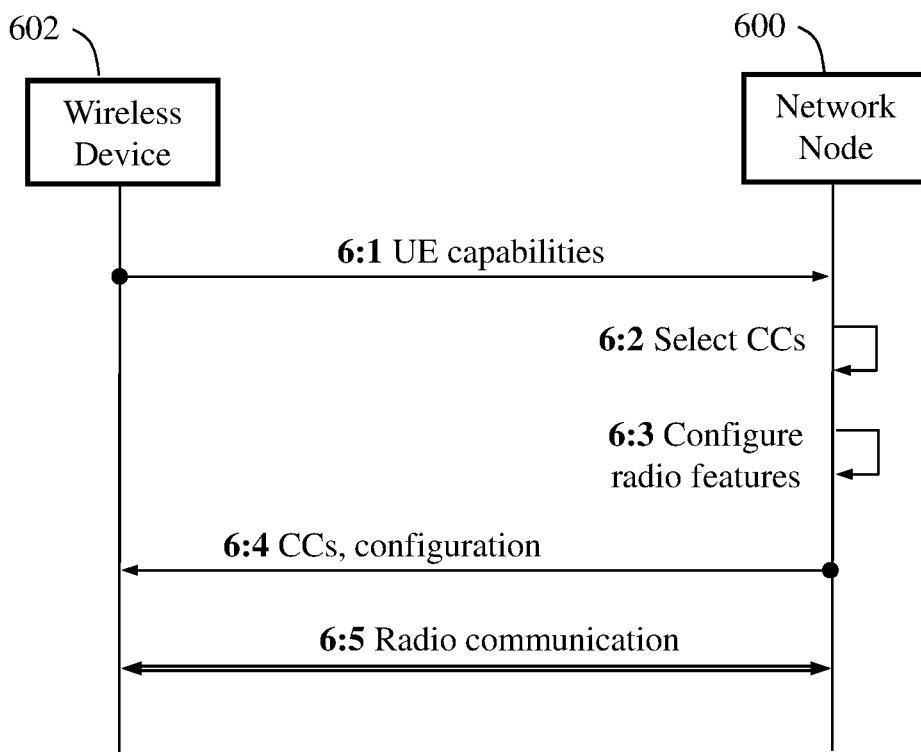 602
600
Wireless
Device
Network
Node
6:1 UE capabilities
6:2 Select CCs
6:3 Configure
radio features
6:4 CCs, configuration
6:5 Radio communication